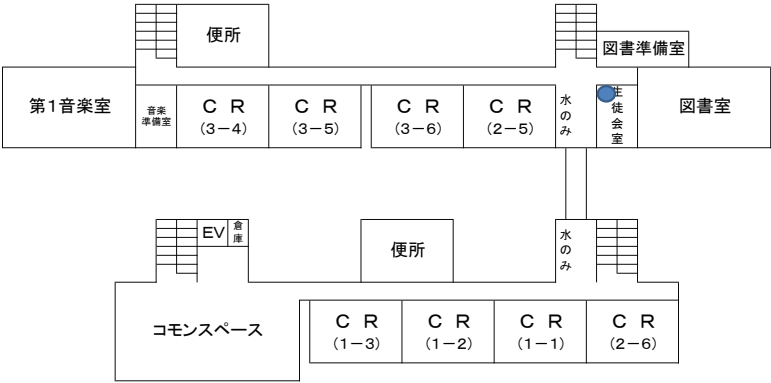 便所
図書準備室
第1音楽室
音楽
準備室
ＣＲ
(3−4)
ＣＲ
(3−5)
ＣＲ
(3−6)
ＣＲ
(2−5)
水のみ
生徒会室
図書室
EV
倉庫
便所
水のみ
コモンスペース
ＣＲ
(1−3)
ＣＲ
(1−2)
ＣＲ
(1−1)
ＣＲ
(2−6)